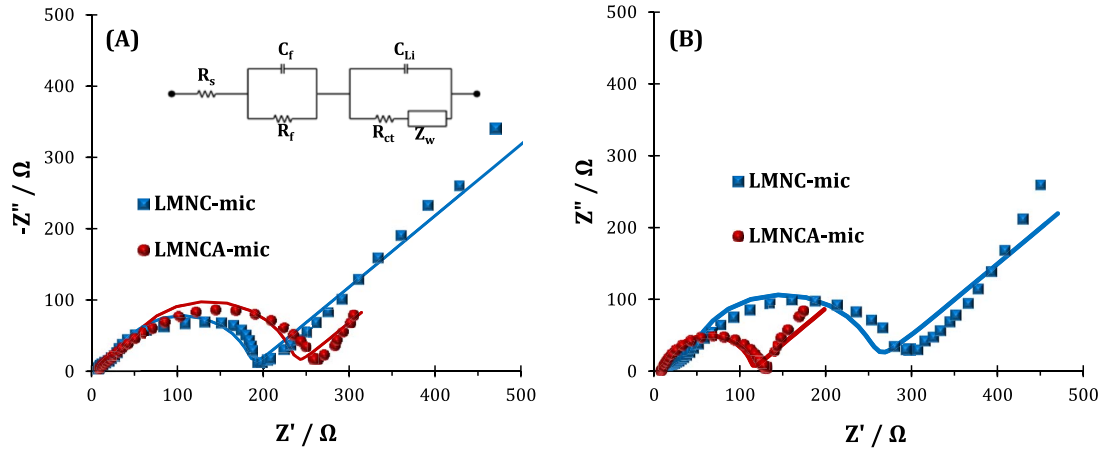 (A)
-Z" / Ω
500
400
300
200
100
0
R_s
C_f
R_f
C_Li
R_ct
Z_w
LMNC-mic
LMNCA-mic
0 100 200 300 400 500
Z' / Ω
(B)
Z" / Ω
500
400
300
200
100
0
LMNC-mic
LMNCA-mic
0 100 200 300 400 500
Z' / Ω